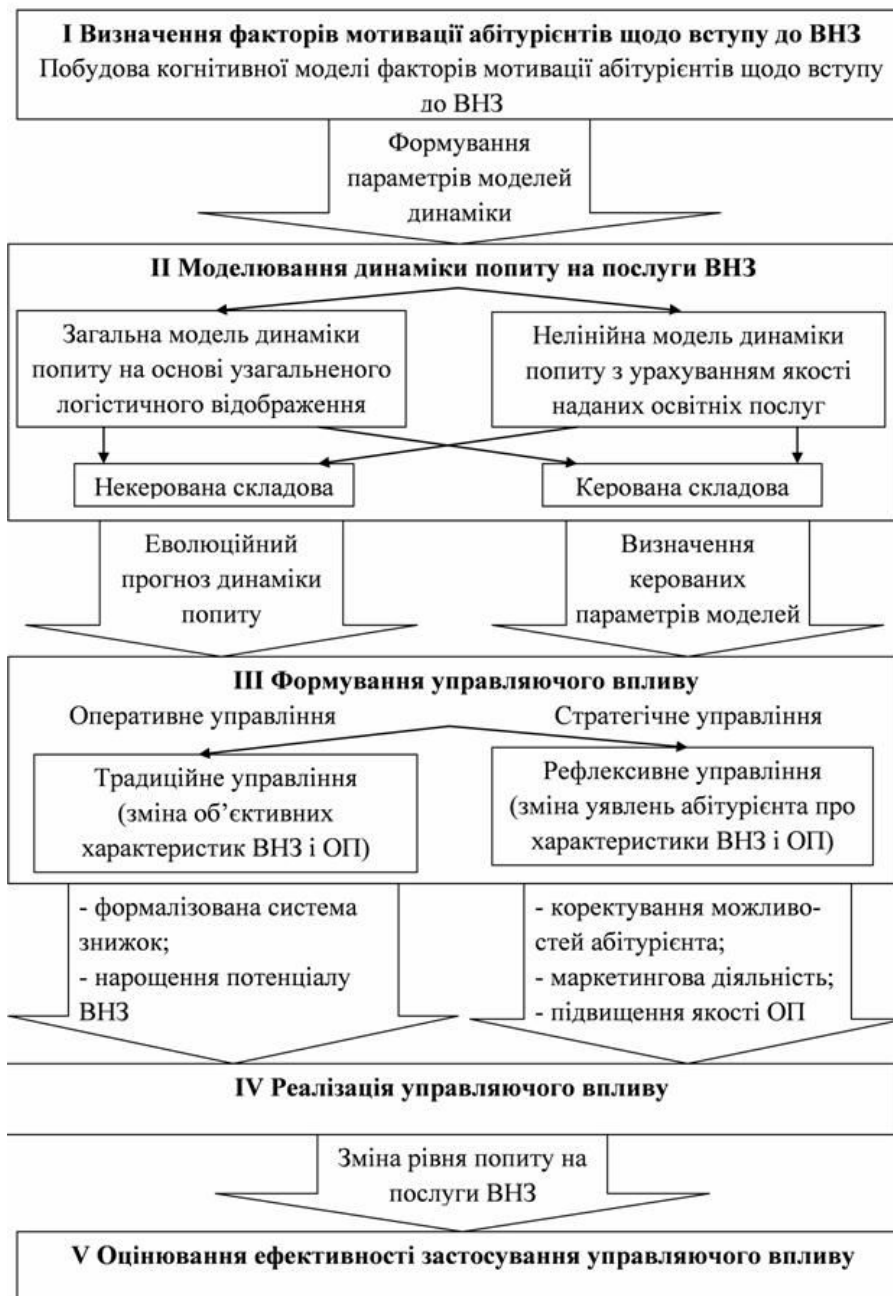 I Визначення факторів мотивації абітурієнтів щодо вступу до ВНЗ
Побудова когнітивної моделі факторів мотивації абітурієнтів щодо вступу
до ВНЗ
Формування
параметрів моделей
динаміки
II Моделювання динаміки попиту на послуги ВНЗ
Загальна модель динаміки
попиту на основі узагальненого
логістичного відображення
Нелінійна модель динаміки
попиту з урахуванням якості
наданих освітніх послуг
Некерована складова
Керована складова
Еволюційний
прогноз динаміки
попиту
Визначення
керованих
параметрів моделей
III Формування управляючого впливу
Оперативне управління
Стратегічне управління
Традиційне управління
(зміна об’єктивних
характеристик ВНЗ і ОП)
Рефлексивне управління
(зміна уявлень абітурієнта про
характеристики ВНЗ і ОП)
- формалізована система
знижок;
- нарощення потенціалу
ВНЗ
- коректування можливо-
стей абітурієнта;
- маркетингова діяльність;
- підвищення якості ОП
IV Реалізація управляючого впливу
Зміна рівня попиту на
послуги ВНЗ
V Оцінювання ефективності застосування управляючого впливу